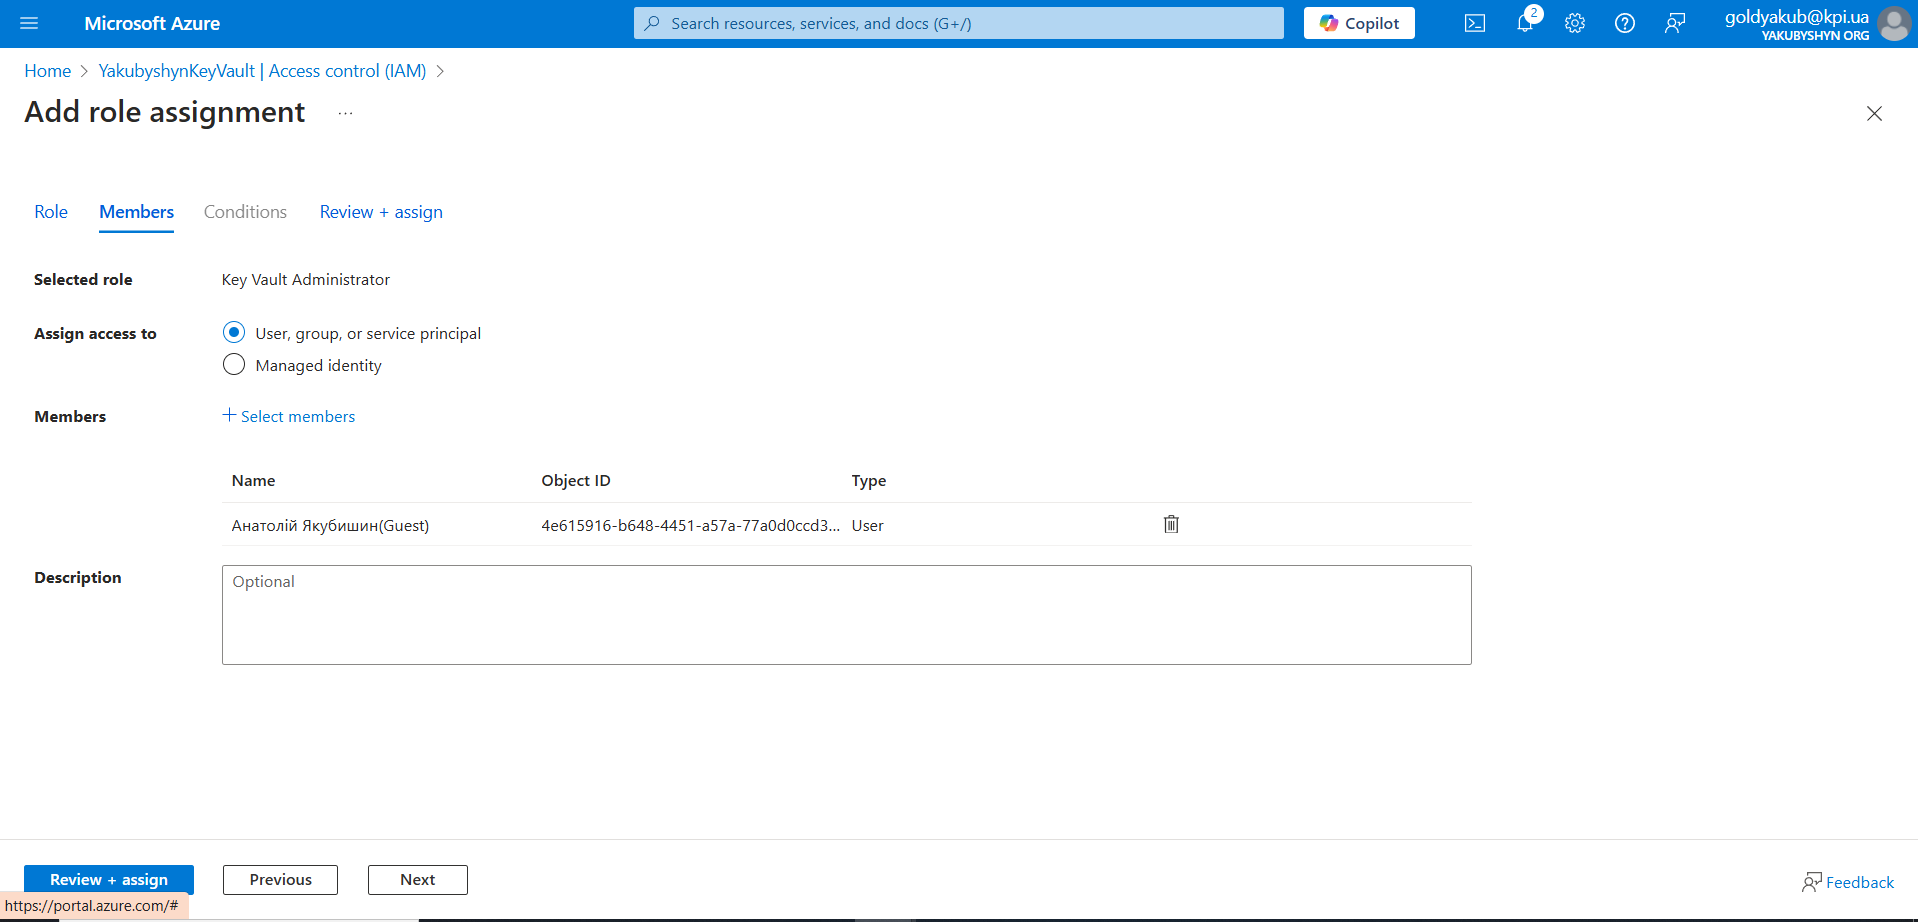 Microsoft Azure
Search resources, services, and docs (G+/)
Copilot
2
goldyakub@kpi.ua
YAKUBYSHYN ORG
Home > YakubyshynKeyVault | Access control (IAM) >
Add role assignment ...
Role Members Conditions Review + assign
Selected role Key Vault Administrator
Assign access to User, group, or service principal
Managed identity
Members + Select members
Name Object ID Type
Анатолій Якубишин(Guest) 4e615916-b648-4451-a57a-77a0d0ccd3... User
Description Optional
Review + assign Previous Next
Feedback
https://portal.azure.com/#